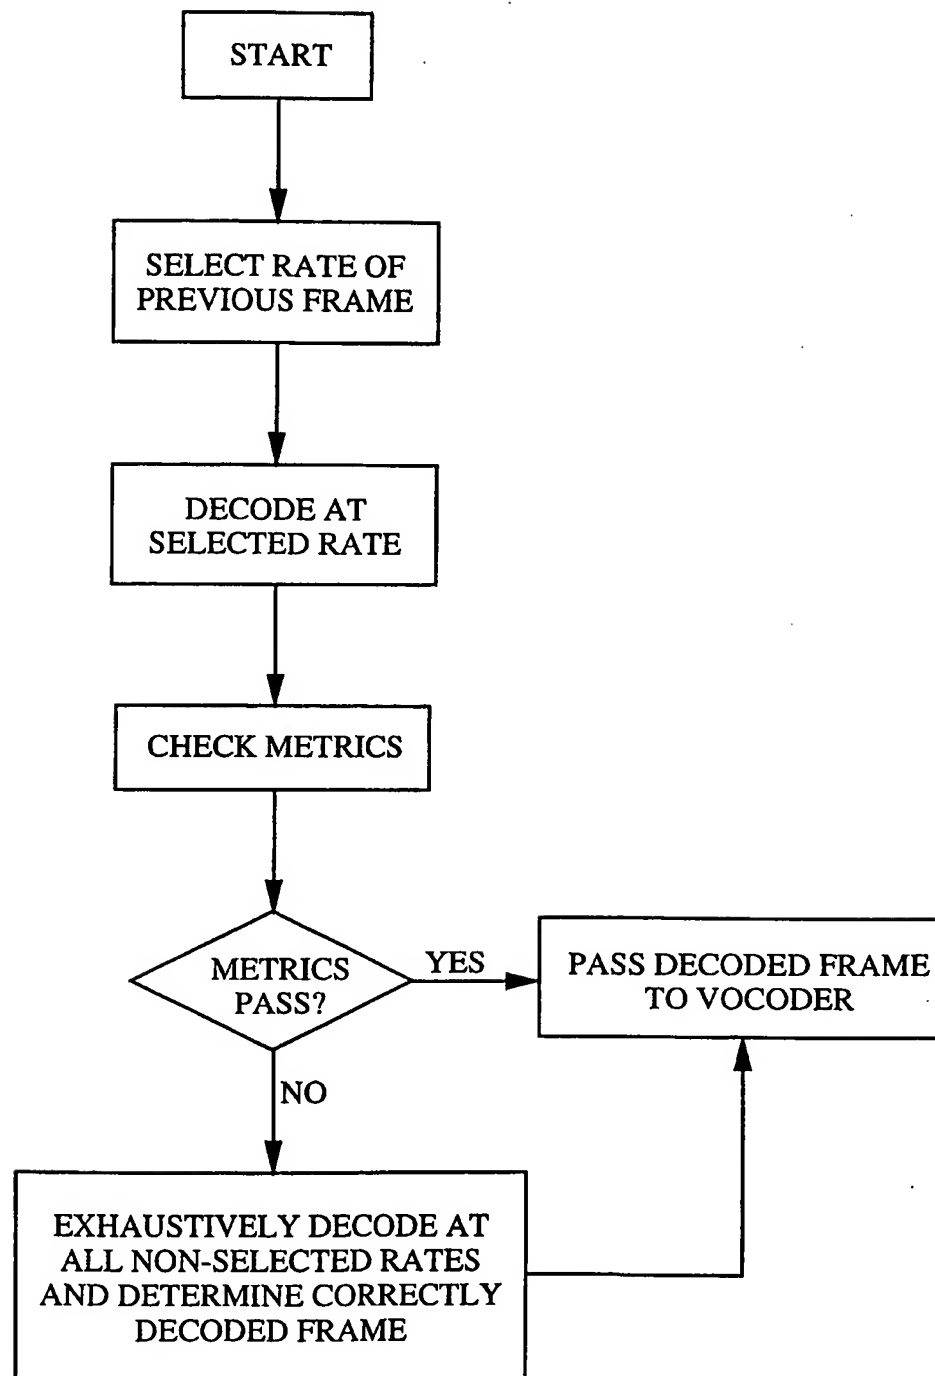 START
SELECT RATE OF
PREVIOUS FRAME
DECODE AT
SELECTED RATE
CHECK METRICS
METRICS
PASS?
YES
PASS DECODED FRAME
TO VOCODER
NO
EXHAUSTIVELY DECODE AT
ALL NON-SELECTED RATES
AND DETERMINE CORRECTLY
DECODED FRAME